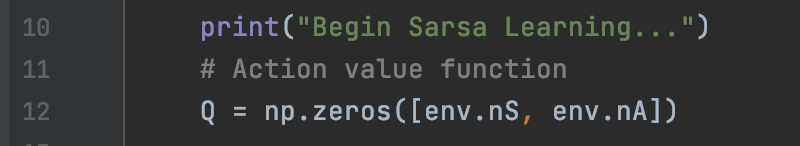 10 print("Begin Sarsa Learning...")
11 # Action value function
12 Q = np.zeros([env.nS, env.nA])